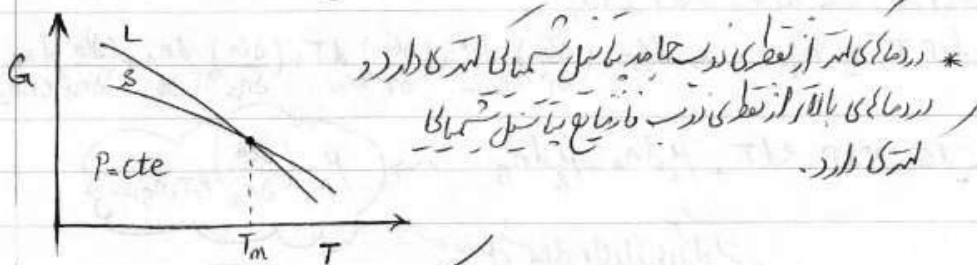 * در دماهای کمتر از نقطه‌ی ذوب جامد پتانسیل شیمیایی کمتری دارد و
در دماهای بالاتر از نقطه‌ی ذوب فاز مایع پتانسیل شیمیایی
کمتری دارد.
G
L
S
P=cte
Tm
T